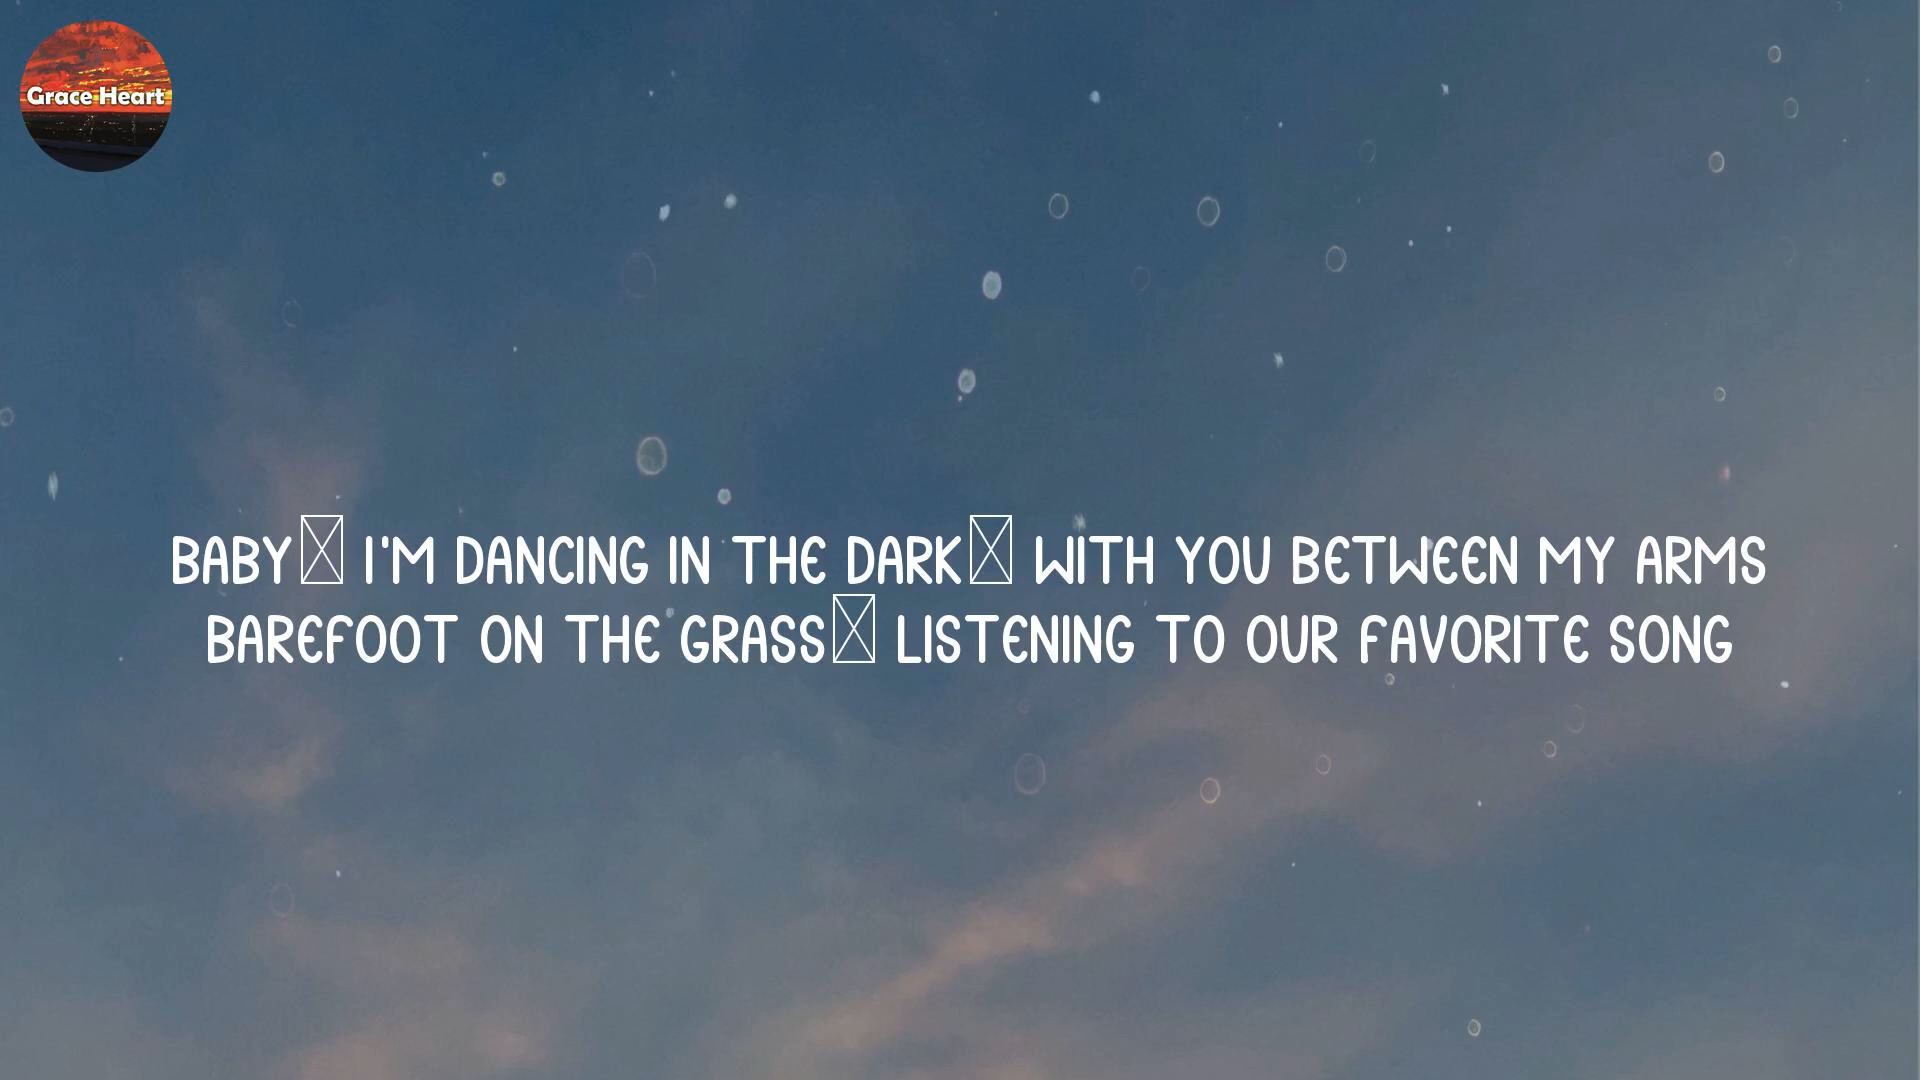 Grace Heart
BABY☒ I'M DANCING IN THE DARK☒ WITH YOU BETWEEN MY ARMS
BAREFOOT ON THE GRASS☒ LISTENING TO OUR FAVORITE SONG